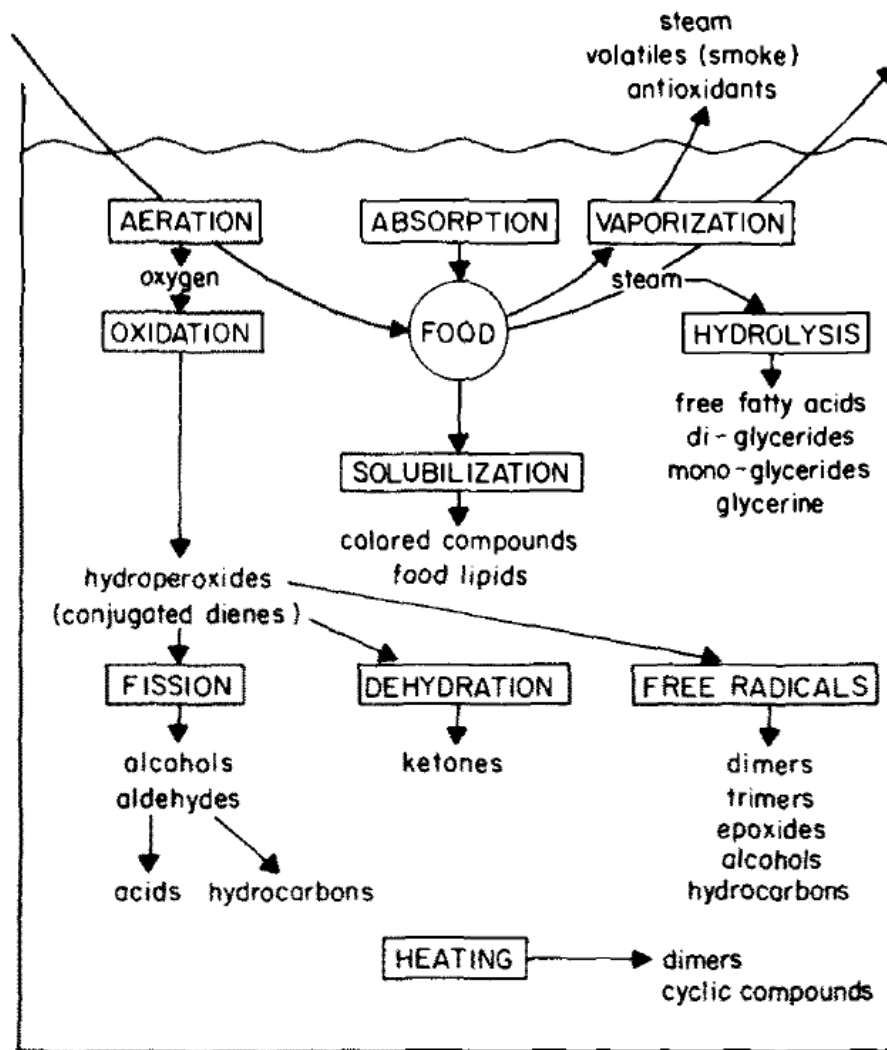 steam
volatiles (smoke)
antioxidants
AERATION
ABSORPTION
VAPORIZATION
oxygen
steam
OXIDATION
FOOD
HYDROLYSIS
free fatty acids
di-glycerides
mono-glycerides
glycerine
SOLUBILIZATION
colored compounds
food lipids
hydroperoxides
(conjugated dienes)
FISSION
DEHYDRATION
FREE RADICALS
alcohols
aldehydes
ketones
dimers
trimers
epoxides
alcohols
hydrocarbons
acids
hydrocarbons
HEATING
dimers
cyclic compounds